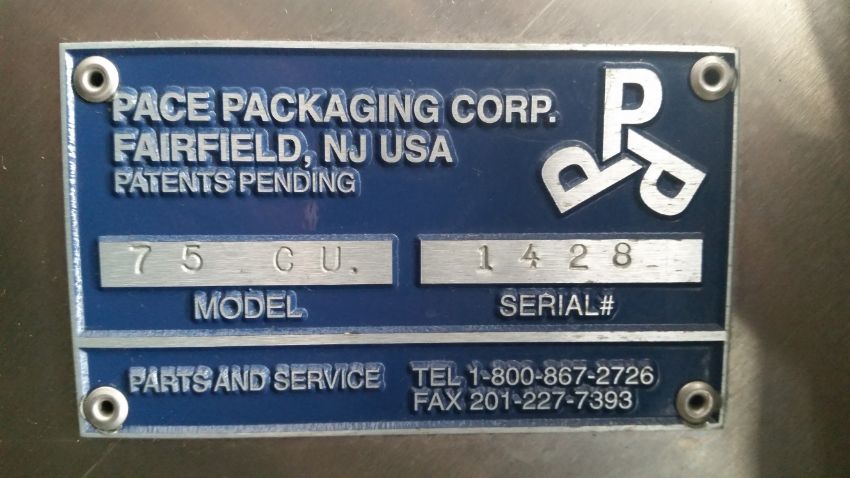 PACE PACKAGING CORP.
FAIRFIELD, NJ USA
PATENTS PENDING
PPP
75 CU. 1428
MODEL SERIAL#
PARTS AND SERVICE TEL 1-800-867-2726
FAX 201-227-7393